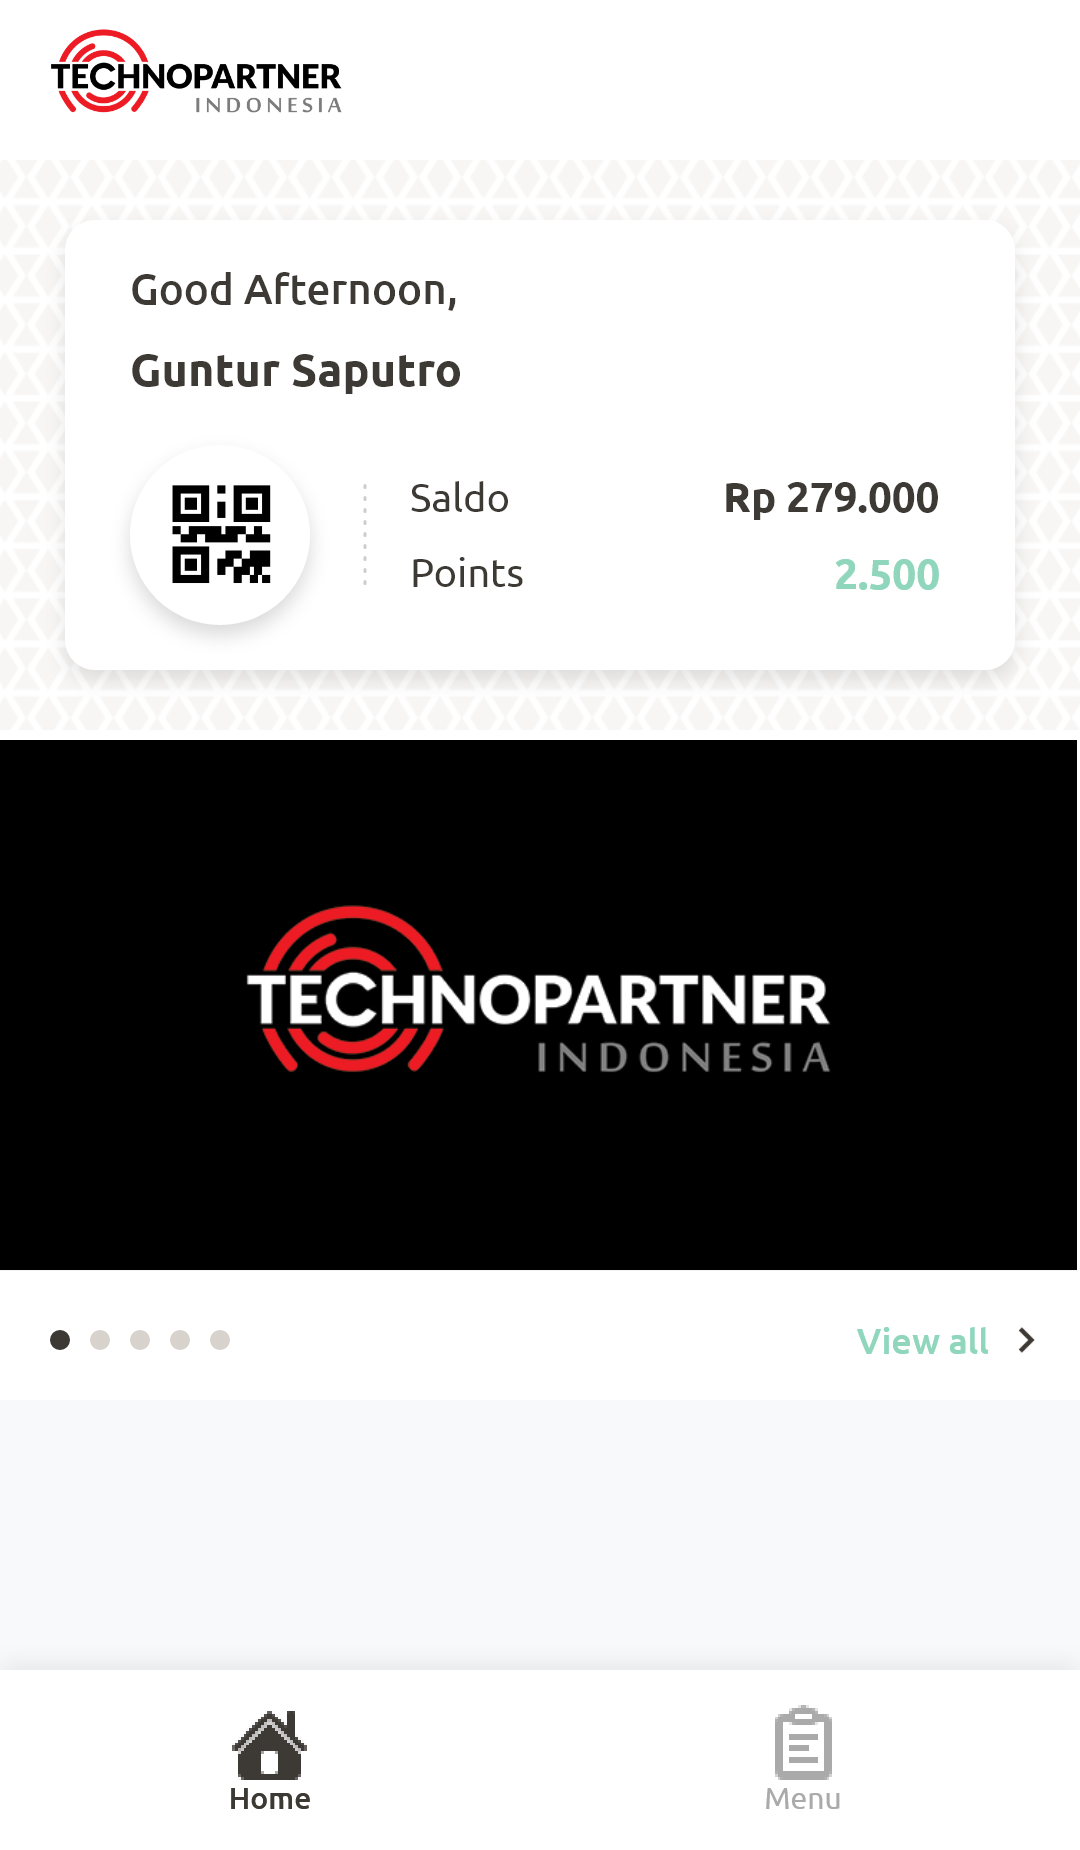 TECHNOPARTNER
INDONESIA
Good Afternoon,
Guntur Saputro
Saldo Rp 279.000
Points 2.500
TECHNOPARTNER
INDONESIA
View all
Home Menu